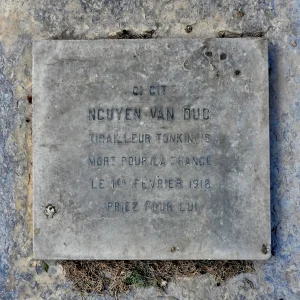 CI GIT
NGUYEN VAN DUC
TIRAILLEUR TONKINOIS
MORT POUR LA FRANCE
LE 1ER FEVRIER 1918
PRIEZ POUR LUI